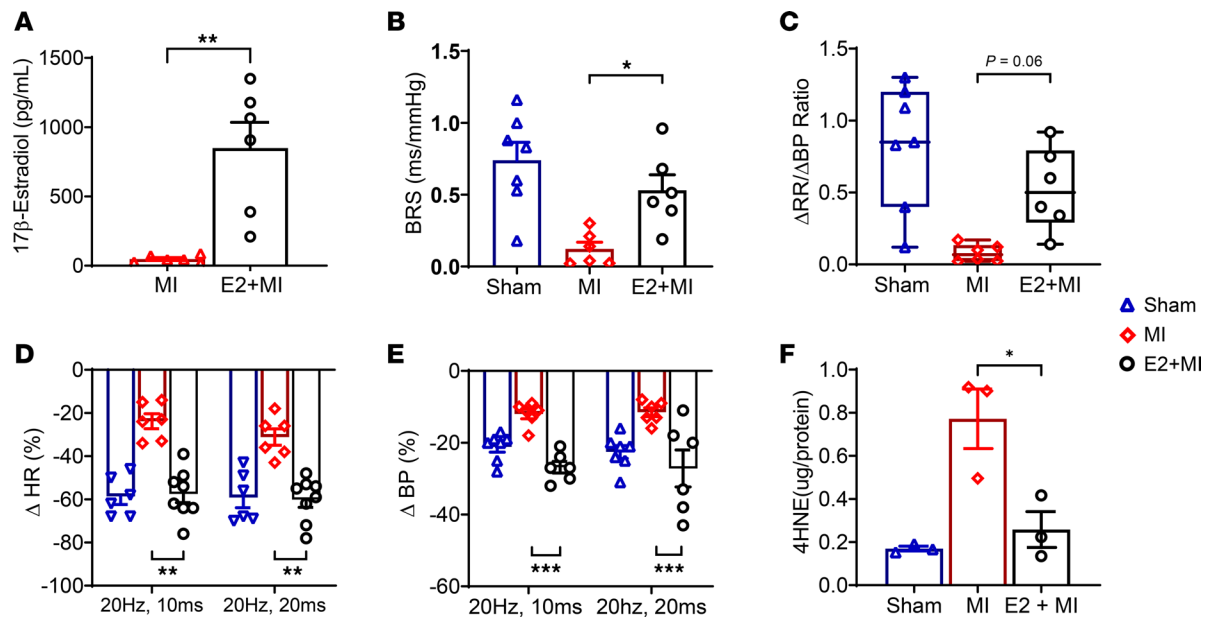 A
17β-Estradiol (pg/mL)
1500
1000
500
0
**
MI
E2+MI
B
BRS (ms/mmHg)
1.5
1.0
0.5
0.0
*
Sham
MI
E2+MI
C
ΔRR/ΔBP Ratio
1.5
1.0
0.5
0.0
P = 0.06
Sham
MI
E2+MI
Sham
MI
E2+MI
D
Δ HR (%)
0
-20
-40
-60
-80
-100
**
**
20Hz, 10ms
20Hz, 20ms
E
Δ BP (%)
0
-20
-40
-60
***
***
20Hz, 10ms
20hz, 20ms
F
4HNE(ug/protein)
1.0
0.8
0.6
0.4
0.2
0.0
*
Sham
MI
E2 + MI